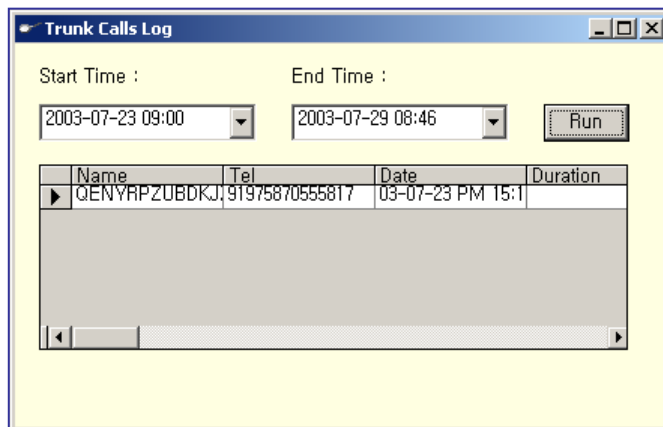 Trunk Calls Log
Start Time : End Time :
2003-07-23 09:00 2003-07-29 08:46 Run
Name Tel Date Duration
91975870555817 03-07-23 PM 15:1